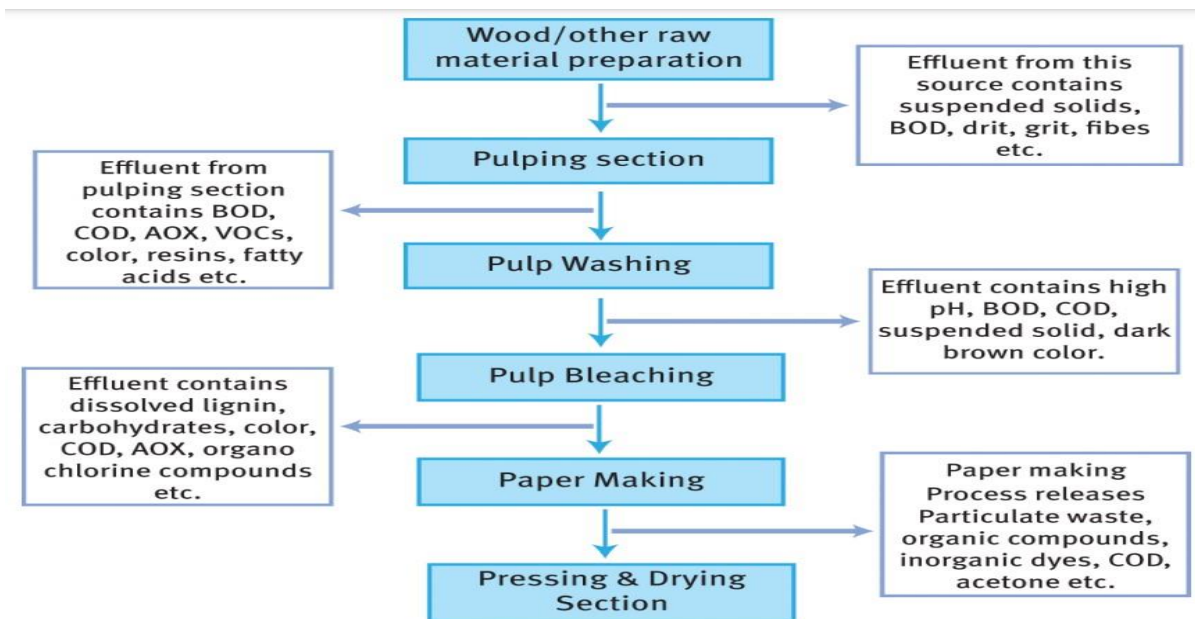 Wood/other raw
material preparation
Effluent from this
source contains
suspended solids,
BOD, drit, grit, fibes
etc.
Pulping section
Effluent from
pulping section
contains BOD,
COD, AOX, VOCs,
color, resins, fatty
acids etc.
Pulp Washing
Effluent contains high
pH, BOD, COD,
suspended solid, dark
brown color.
Pulp Bleaching
Effluent contains
dissolved lignin,
carbohydrates, color,
COD, AOX, organo
chlorine compounds
etc.
Paper Making
Paper making
Process releases
Particulate waste,
organic compounds,
inorganic dyes, COD,
acetone etc.
Pressing & Drying
Section